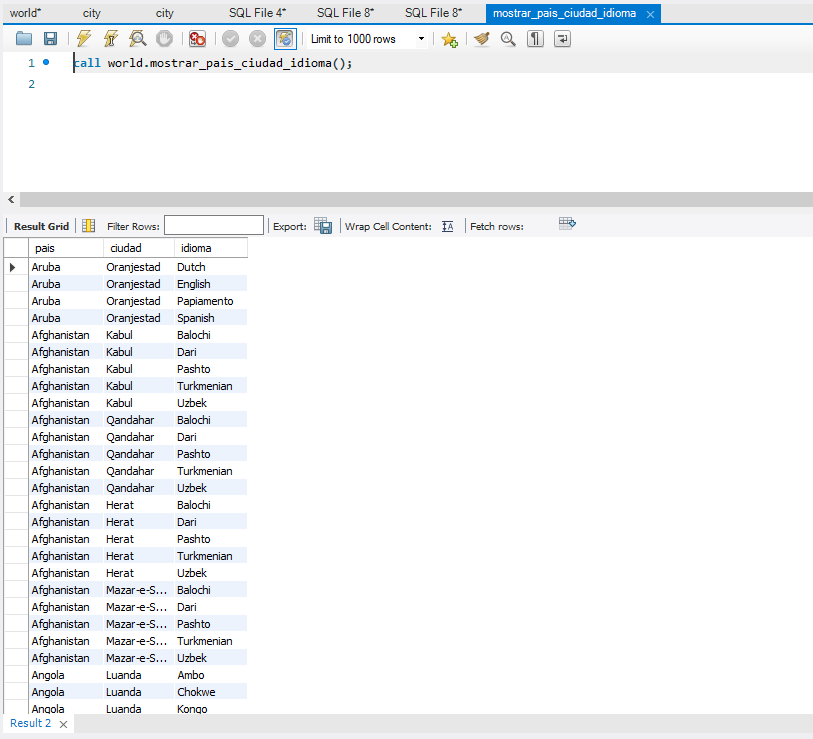 world* city city SQL File 4* SQL File 8* SQL File 8* mostrar_pais_ciudad_idioma
Limit to 1000 rows
1 call world.mostrar_pais_ciudad_idioma();
2
Result Grid Filter Rows: Export: Wrap Cell Content: Fetch rows:
pais ciudad idioma
Aruba Oranjestad Dutch
Aruba Oranjestad English
Aruba Oranjestad Papiamento
Aruba Oranjestad Spanish
Afghanistan Kabul Balochi
Afghanistan Kabul Dari
Afghanistan Kabul Pashto
Afghanistan Kabul Turkmenian
Afghanistan Kabul Uzbek
Afghanistan Qandahar Balochi
Afghanistan Qandahar Dari
Afghanistan Qandahar Pashto
Afghanistan Qandahar Turkmenian
Afghanistan Qandahar Uzbek
Afghanistan Herat Balochi
Afghanistan Herat Dari
Afghanistan Herat Pashto
Afghanistan Herat Turkmenian
Afghanistan Herat Uzbek
Afghanistan Mazar-e-S... Balochi
Afghanistan Mazar-e-S... Dari
Afghanistan Mazar-e-S... Pashto
Afghanistan Mazar-e-S... Turkmenian
Afghanistan Mazar-e-S... Uzbek
Angola Luanda Ambo
Angola Luanda Chokwe
Angola Luanda Kongo
Result 2